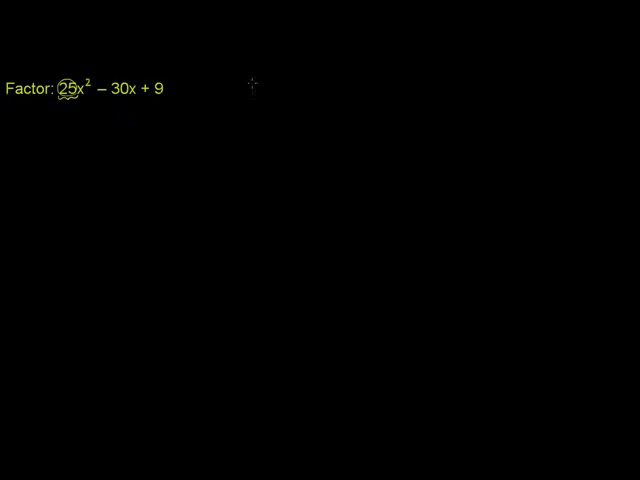 Factor: 25x² – 30x + 9